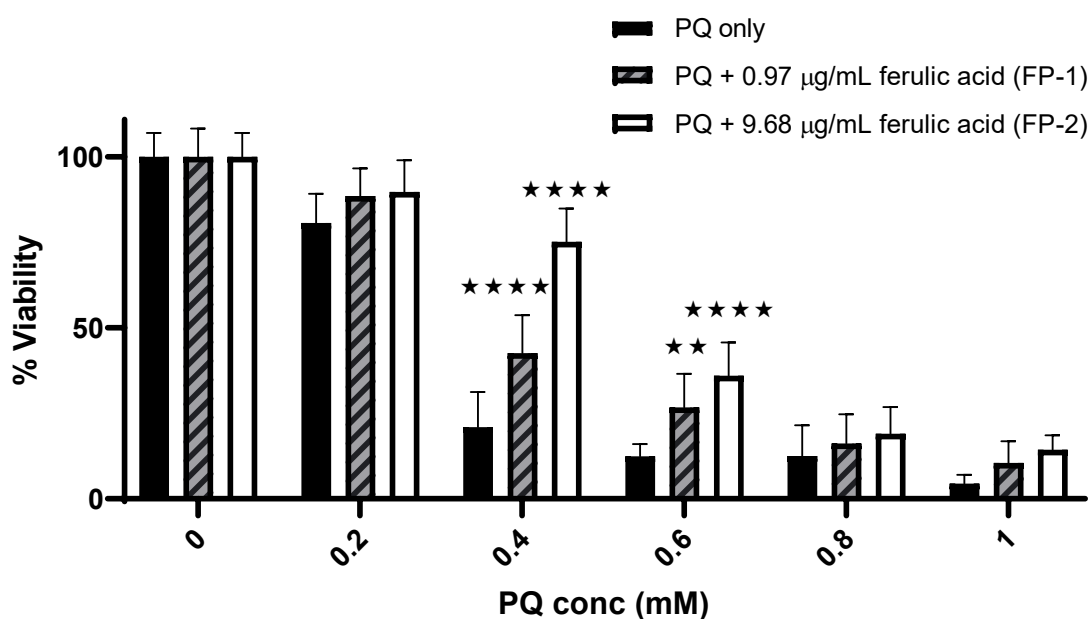 PQ only
PQ + 0.97 μg/mL ferulic acid (FP-1)
PQ + 9.68 μg/mL ferulic acid (FP-2)
% Viability
100
50
0
★★★★
★★★★
★★★★
★★
0
0.2
0.4
0.6
0.8
1
PQ conc (mM)